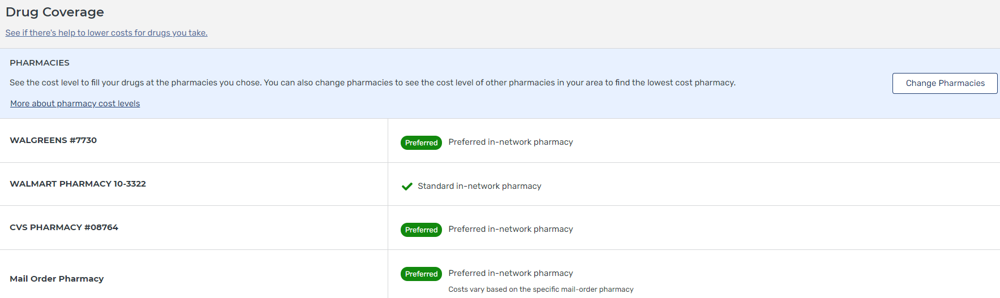 Drug Coverage
See if there's help to lower costs for drugs you take.
PHARMACIES
See the cost level to fill your drugs at the pharmacies you chose. You can also change pharmacies to see the cost level of other pharmacies in your area to find the lowest cost pharmacy.
Change Pharmacies
More about pharmacy cost levels
WALGREENS #7730
Preferred Preferred in-network pharmacy
WALMART PHARMACY 10-3322
Standard in-network pharmacy
CVS PHARMACY #08764
Preferred Preferred in-network pharmacy
Mail Order Pharmacy
Preferred Preferred in-network pharmacy
Costs vary based on the specific mail-order pharmacy